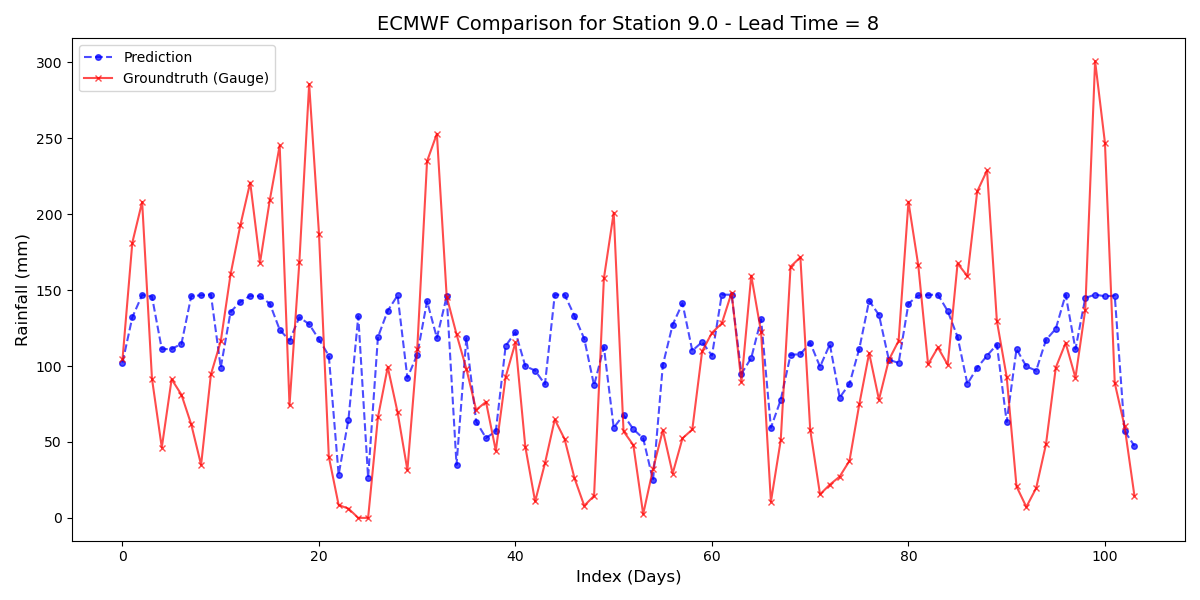 ECMWF Comparison for Station 9.0 - Lead Time = 8
Prediction
Groundtruth (Gauge)
Rainfall (mm)
300
250
200
150
100
50
0
0 20 40 60 80 100
Index (Days)